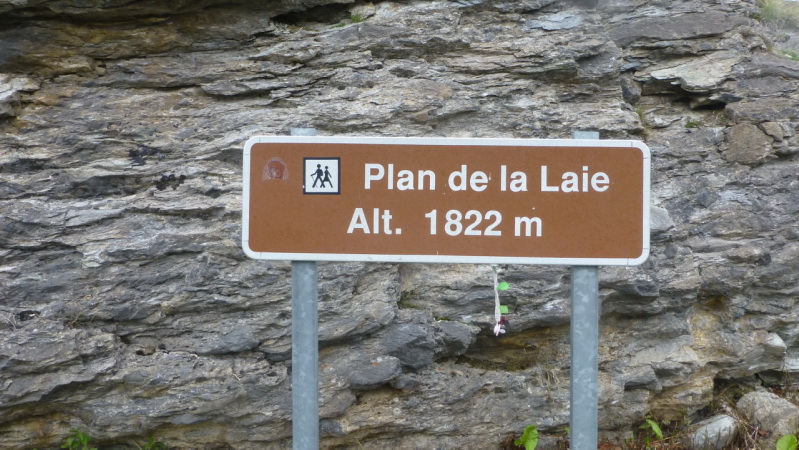 Plan de la Laie
Alt. 1822 m